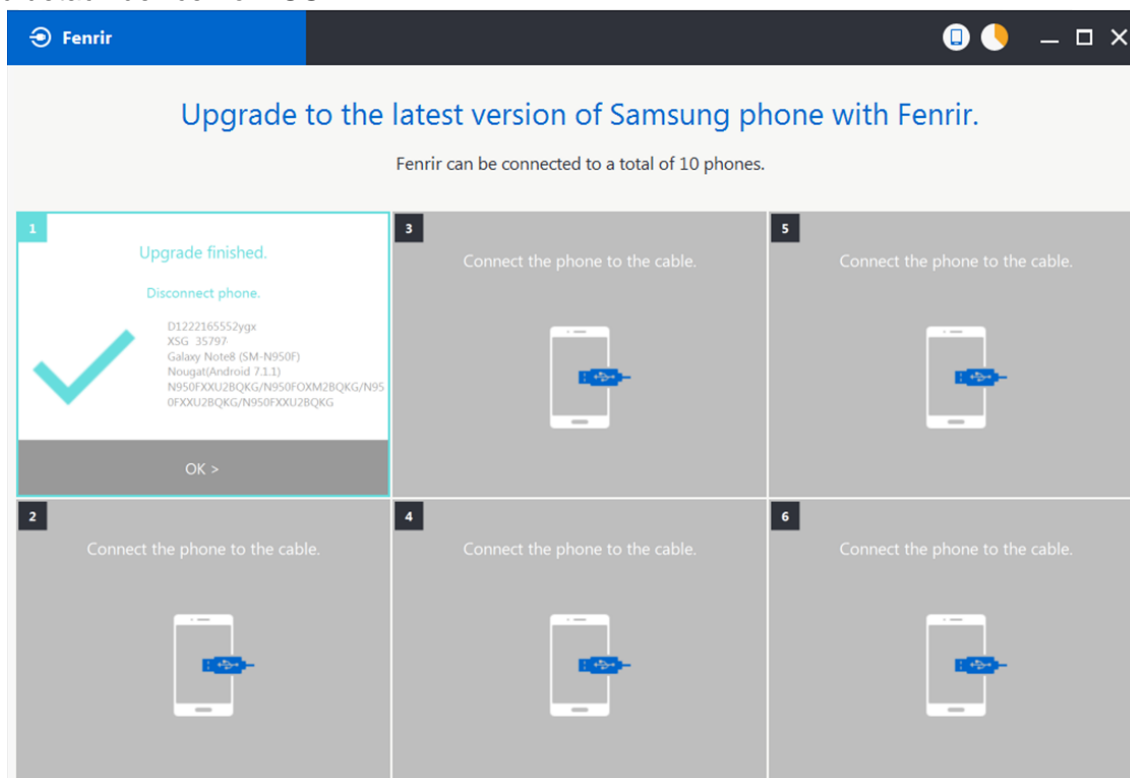 Fenrir
Upgrade to the latest version of Samsung phone with Fenrir.
Fenrir can be connected to a total of 10 phones.
1
Upgrade finished.
Disconnect phone.
D1222165552ygx
XSG 35797
Galaxy Note8 (SM-N950F)
Nougat(Android 7.1.1)
N950FXXU2BQKG/N950FOXM2BQKG/N95
0FXXU2BQKG/N950FXXU2BQKG
OK >
3
Connect the phone to the cable.
5
Connect the phone to the cable.
2
Connect the phone to the cable.
4
Connect the phone to the cable.
6
Connect the phone to the cable.